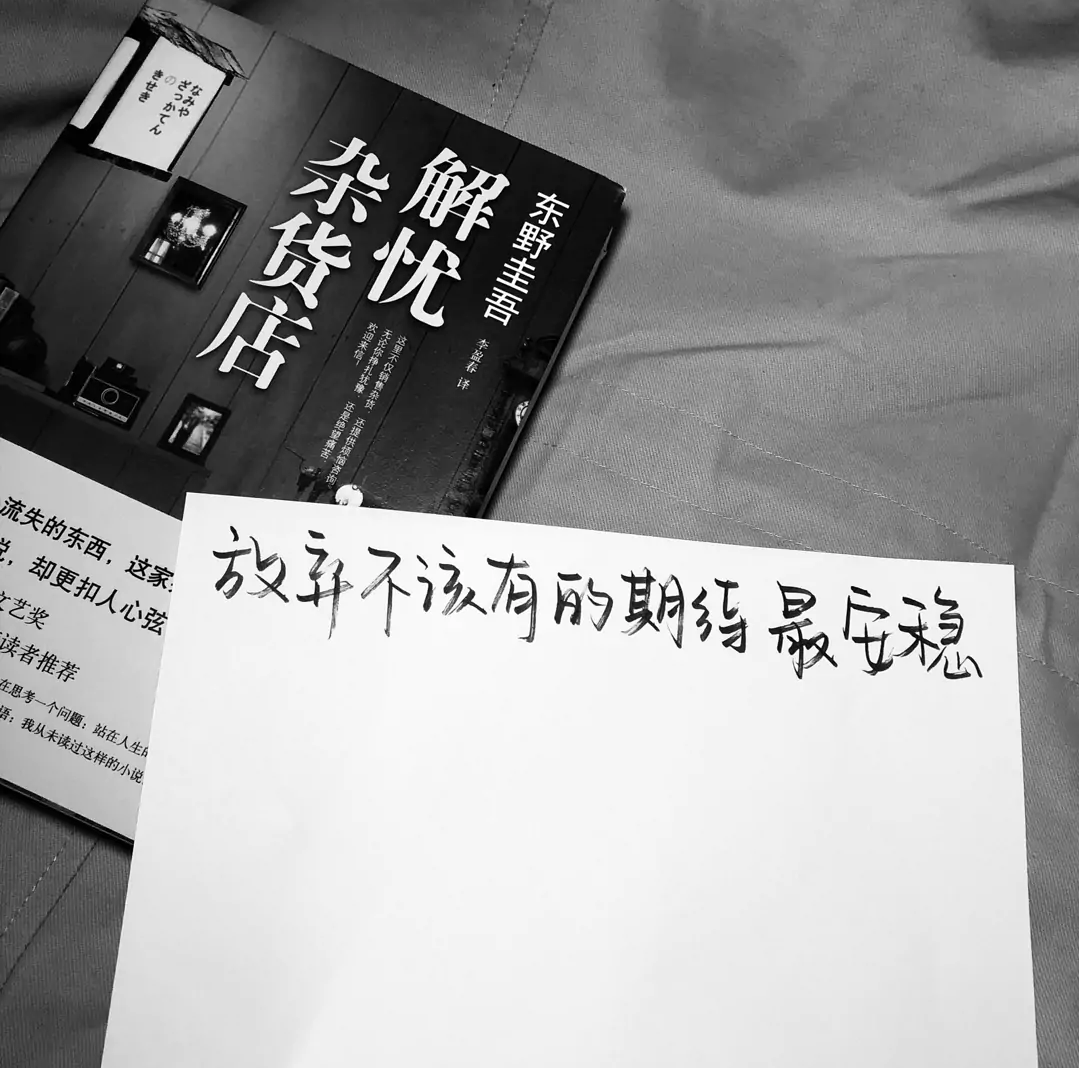 なみや
ざっかてん
の
きせき
解忧
杂货店
东野圭吾
李盈春 译
这里不仅销售杂货，还提供烦恼咨询。
无论你挣扎犹豫，还是绝望痛苦，
欢迎来信！
流失的东西，这家
说，却更扣人心弦
文艺奖
读者推荐
在思考一个问题：站在人生的
语：我从未读过这样的小说
放弃不该有的期待 最安稳